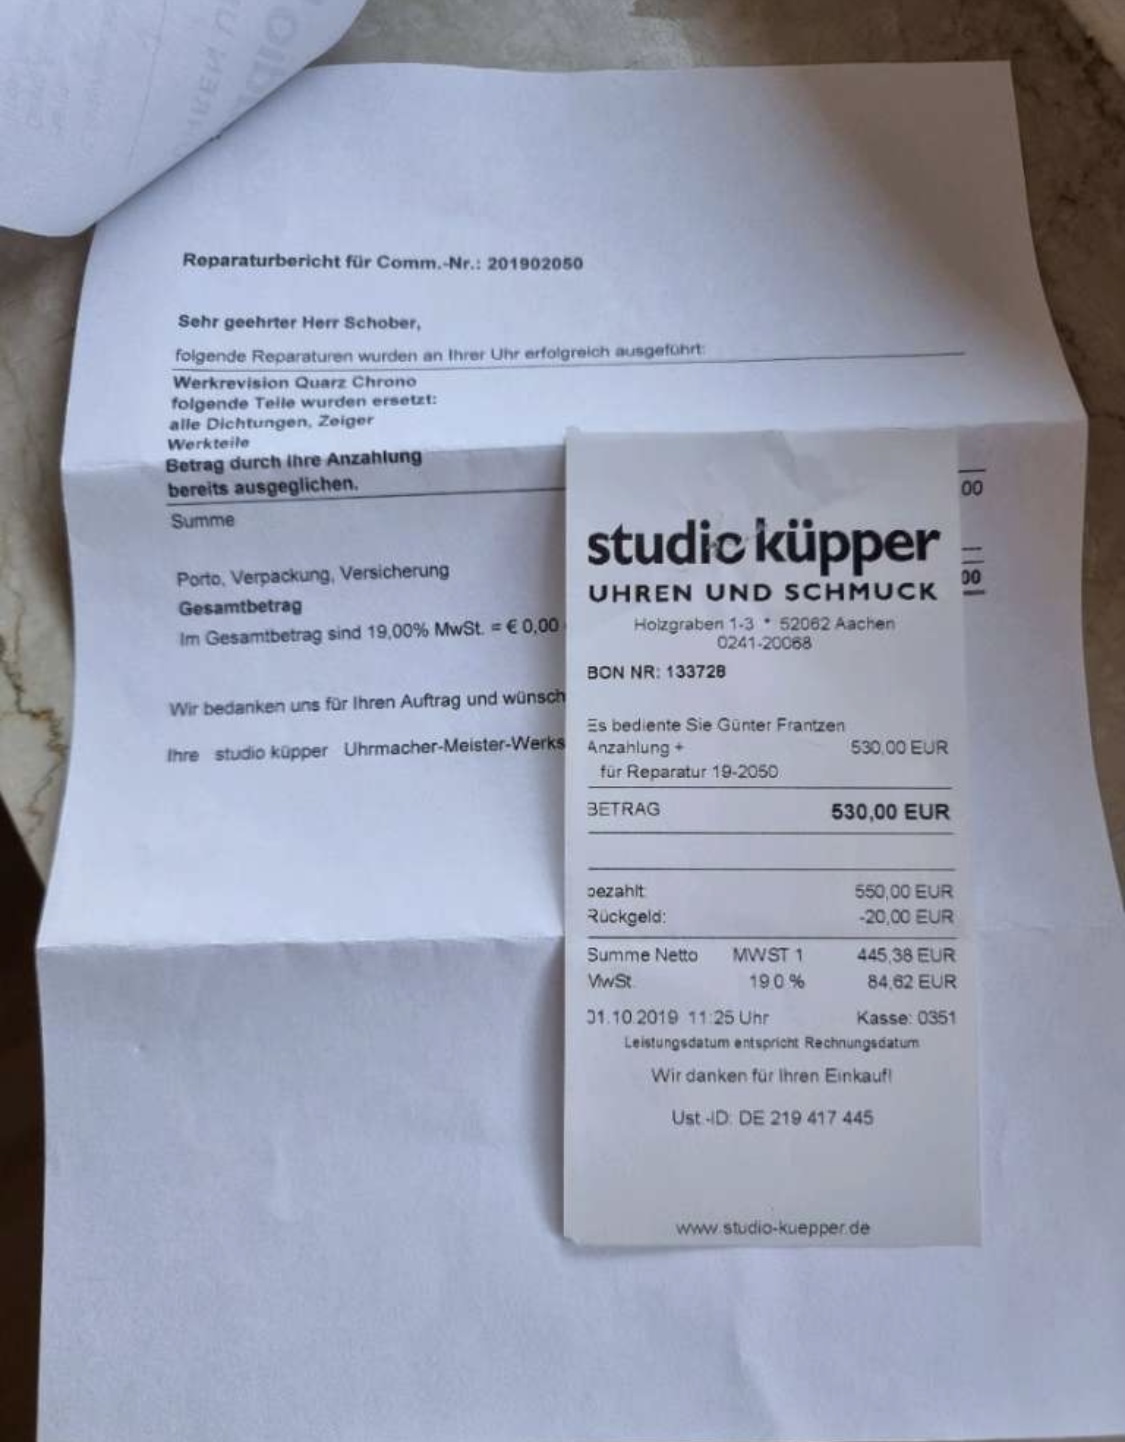 Reparaturbericht für Comm.-Nr.: 201902050
Sehr geehrter Herr Schober,
folgende Reparaturen wurden an Ihrer Uhr erfolgreich ausgeführt:
Werkrevision Quarz Chrono
folgende Teile wurden ersetzt:
alle Dichtungen, Zeiger
Werkteile
Betrag durch Ihre Anzahlung
bereits ausgeglichen.
00
Summe
Porto, Verpackung, Versicherung
00
Gesamtbetrag
Im Gesamtbetrag sind 19,00% MwSt. = € 0,00
Wir bedanken uns für Ihren Auftrag und wünsch
Ihre studio küpper Uhrmacher-Meister-Werks
studio küpper
UHREN UND SCHMUCK
Holzgraben 1-3 * 52062 Aachen
0241-20068
BON NR: 133728
Es bediente Sie Günter Frantzen
Anzahlung + 530,00 EUR
für Reparatur 19-2050
BETRAG 530,00 EUR
bezahlt: 550,00 EUR
Rückgeld: -20,00 EUR
Summe Netto MWST 1 445,38 EUR
MwSt. 19.0 % 84,62 EUR
01.10.2019 11:25 Uhr Kasse: 0351
Leistungsdatum entspricht Rechnungsdatum
Wir danken für Ihren Einkauf!
Ust.-ID: DE 219 417 445
www.studio-kuepper.de